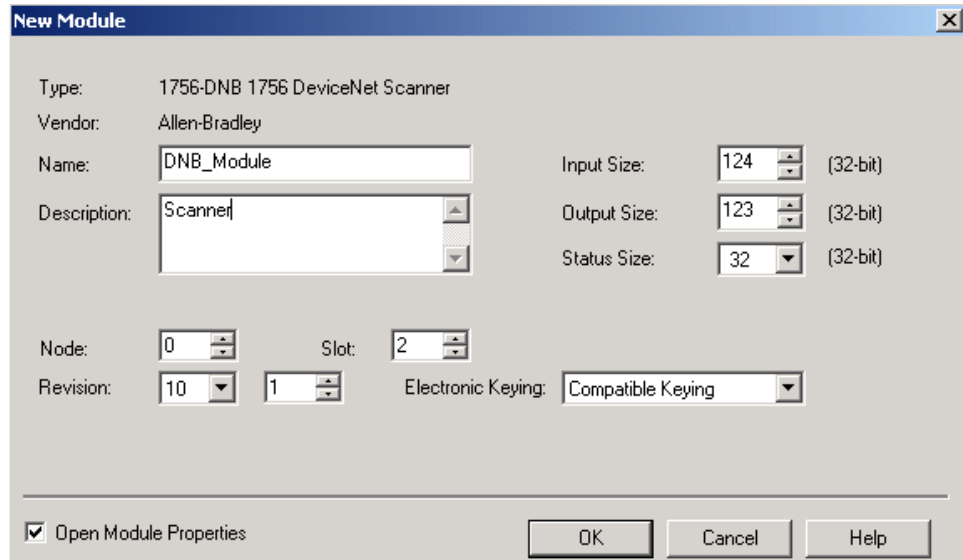 New Module
Type: 1756-DNB 1756 DeviceNet Scanner
Vendor: Allen-Bradley
Name: DNB_Module Input Size: 124 (32-bit)
Description: Scanner Output Size: 123 (32-bit)
Status Size: 32 (32-bit)
Node: 0 Slot: 2
Revision: 10 1 Electronic Keying: Compatible Keying
Open Module Properties OK Cancel Help